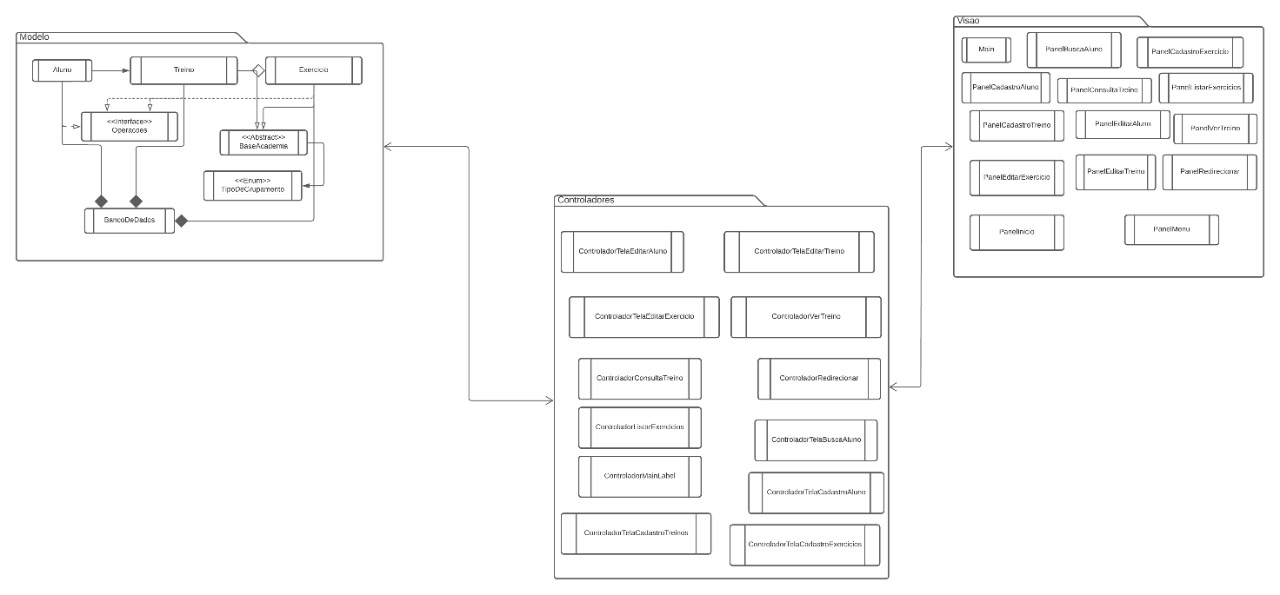 Modelo
Aluno
Treino
Exercicio
<<Interface>>
Operacoes
<<Abstract>>
BaseAcademia
<<Enum>>
TipoDeGrupamento
BancoDeDados
Controladores
ControladorTelaEditarAluno
ControladorTelaEditarTreino
ControladorTelaEditarExercicio
ControladorVerTreino
ControladorConsultaTreino
ControladorRedirecionar
ControladorListarExercicios
ControladorTelaBuscaAluno
ControladorMainLabel
ControladorTelaCadastroAluno
ControladorTelaCadastroTreinos
ControladorTelaCadastroExercicios
Visao
Main
PanelBuscaAluno
PanelCadastroExercicio
PanelCadastroAluno
PanelConsultaTreino
PanelListarExercicios
PanelCadastroTreino
PanelEditarAluno
PanelVerTreino
PanelEditarExercicio
PanelEditarTreino
PanelRedirecionar
PanelInicio
PanelMenu